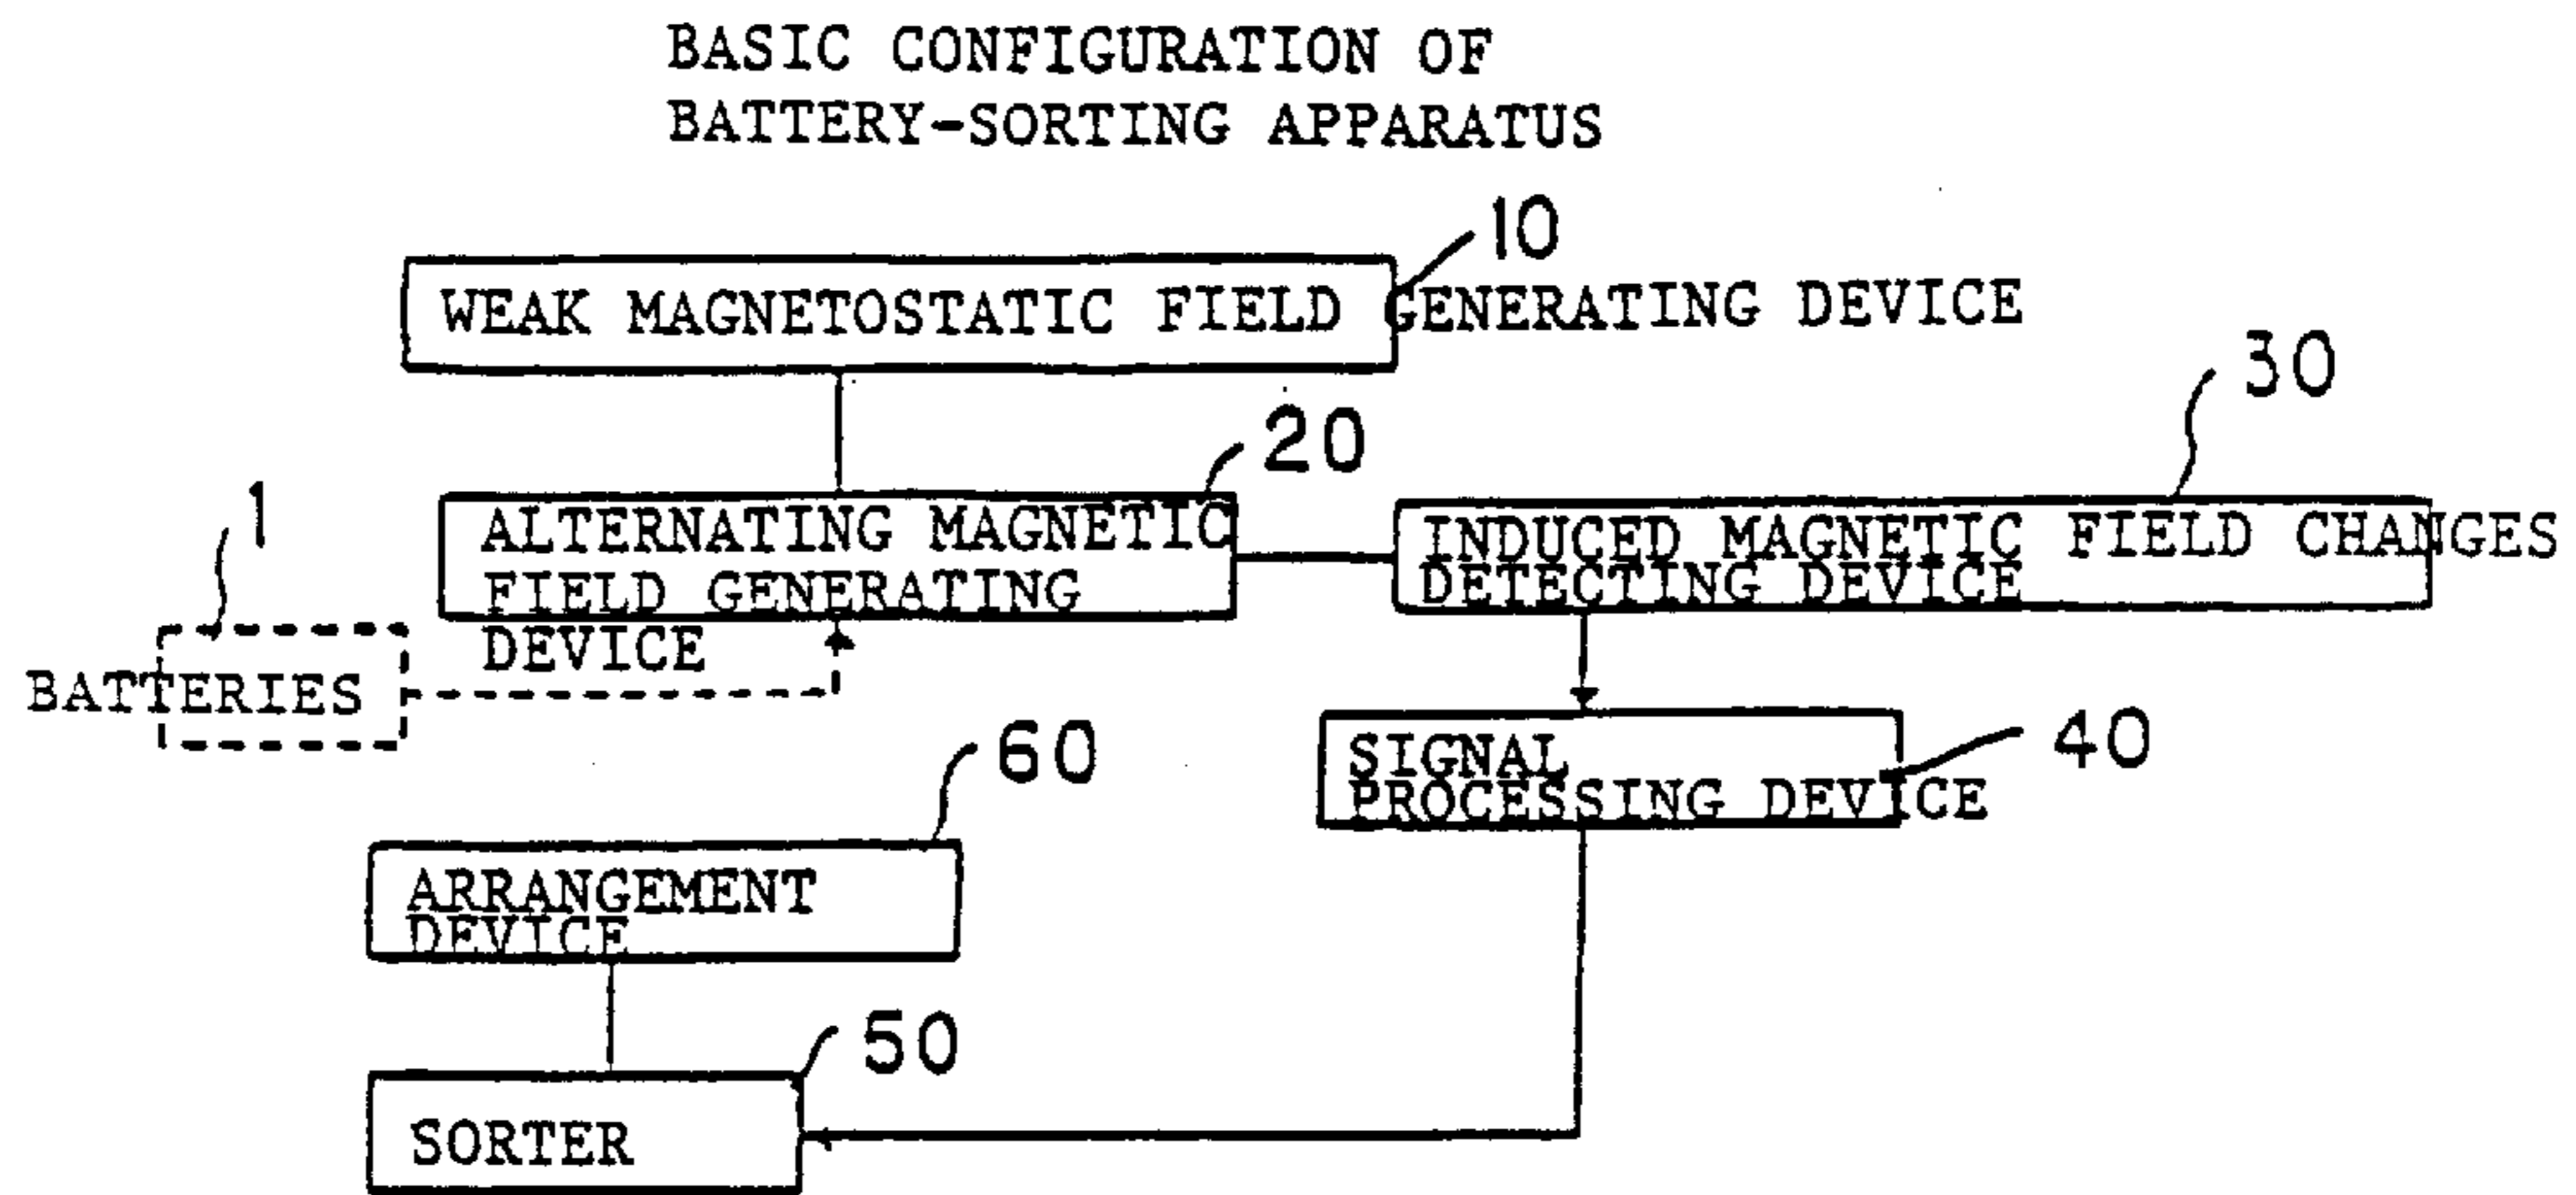 BASIC CONFIGURATION OF
BATTERY-SORTING APPARATUS
10
WEAK MAGNETOSTATIC FIELD GENERATING DEVICE
30
20
1
ALTERNATING MAGNETIC
FIELD GENERATING
DEVICE
INDUCED MAGNETIC FIELD CHANGES
DETECTING DEVICE
BATTERIES
60
40
SIGNAL
PROCESSING DEVICE
ARRANGEMENT
DEVICE
50
SORTER